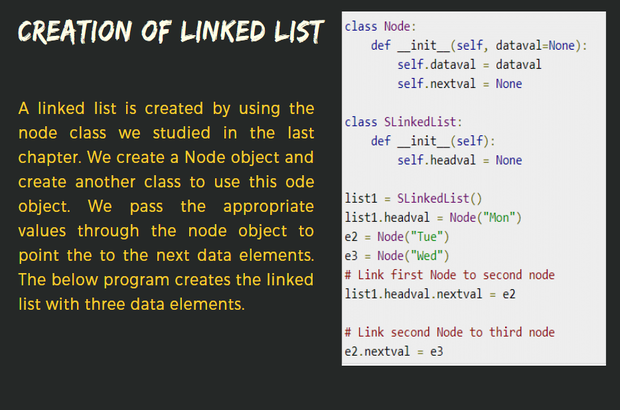 CREATION OF LINKED LIST
A linked list is created by using the
node class we studied in the last
chapter. We create a Node object and
create another class to use this ode
object. We pass the appropriate
values through the node object to
point the to the next data elements.
The below program creates the linked
list with three data elements.
class Node:
    def __init__(self, dataval=None):
        self.dataval = dataval
        self.nextval = None

class SLinkedList:
    def __init__(self):
        self.headval = None

list1 = SLinkedList()
list1.headval = Node("Mon")
e2 = Node("Tue")
e3 = Node("Wed")
# Link first Node to second node
list1.headval.nextval = e2

# Link second Node to third node
e2.nextval = e3